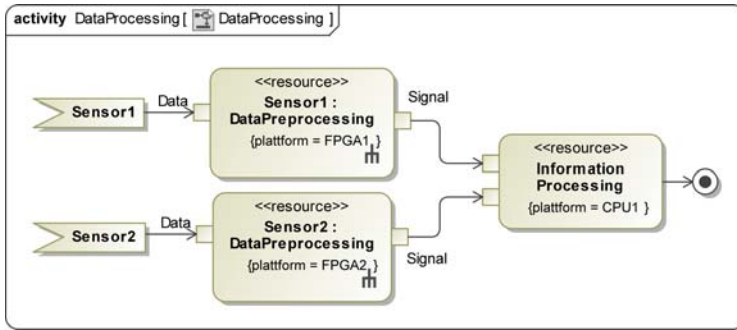 activity DataProcessing [ DataProcessing ]
<<resource>>
Sensor1 :
DataPreprocessing
{plattform = FPGA1 }
Sensor1
Data
Signal
<<resource>>
Information
Processing
{plattform = CPU1 }
<<resource>>
Sensor2 :
DataPreprocessing
{plattform = FPGA2 }
Sensor2
Data
Signal